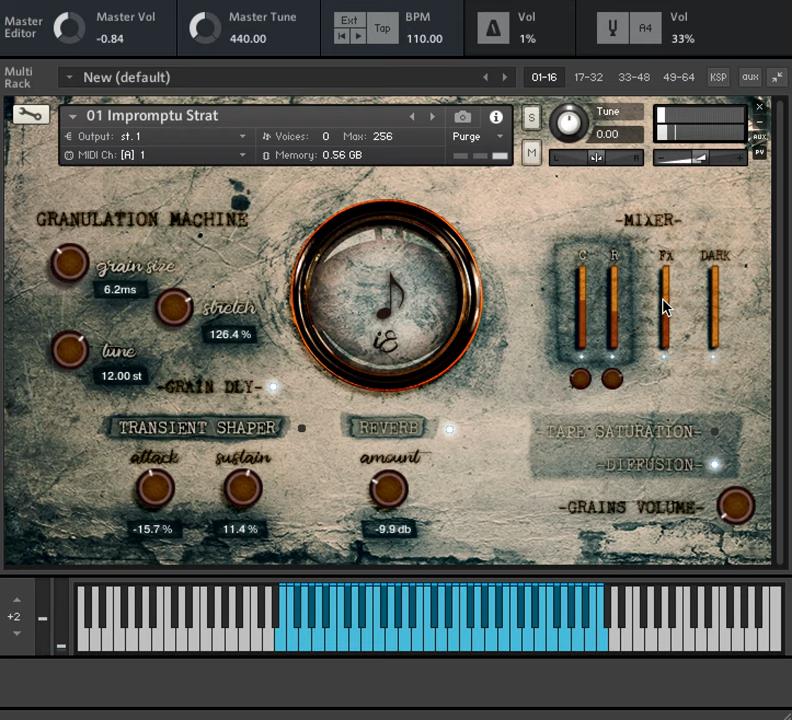 Master Editor
Master Vol
-0.84
Master Tune
440.00
Ext
Tap
BPM
110.00
Vol
1%
A4
Vol
33%
Multi Rack
New (default)
01-16
17-32
33-48
49-64
KSP
aux
01 Impromptu Strat
Output: st.1
Voices: 0
Max: 256
Purge
MIDI Ch: [A] 1
Memory: 0.56 GB
S
M
Tune
0.00
L
R
AUX
PV
GRANULATION MACHINE
grain size
6.2ms
stretch
126.4 %
tune
12.00 st
-GRAIN DLY-
iE
-MIXER-
C
R
FX
DARK
TRANSIENT SHAPER
REVERB
attack
sustain
amount
-15.7 %
11.4 %
-9.9 db
-TAPE SATURATION-
-DIFFUSION-
-GRAINS VOLUME-
+2